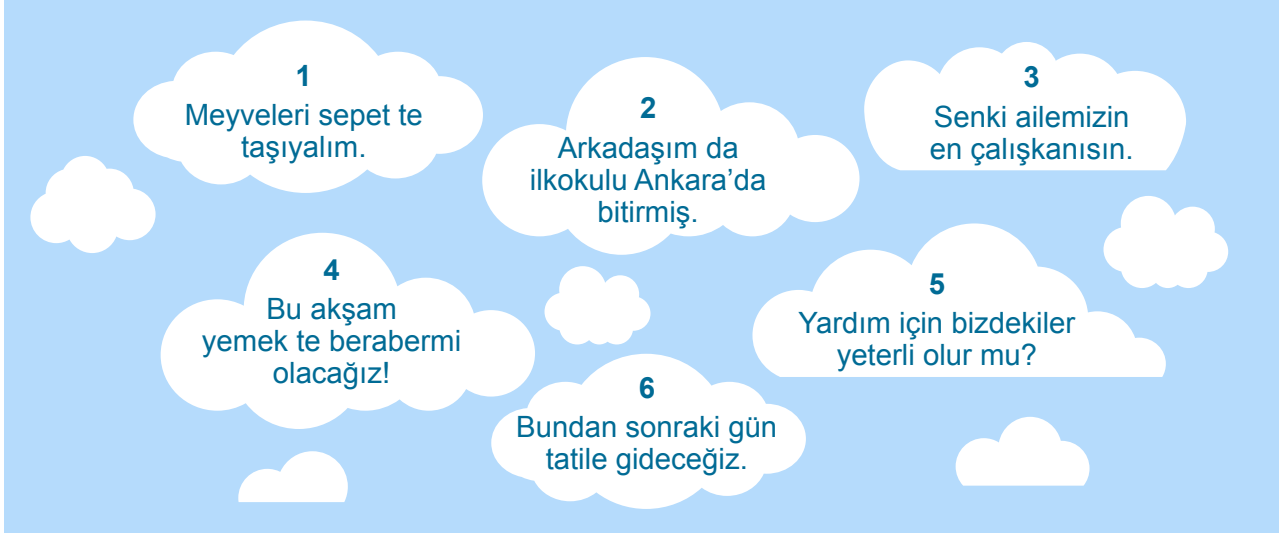 1
Meyveleri sepet te
taşıyalım.
2
Arkadaşım da
ilkokulu Ankara’da
bitirmiş.
3
Senki ailemizin
en çalışkanısın.
4
Bu akşam
yemek te berabermi
olacağız!
5
Yardım için bizdekiler
yeterli olur mu?
6
Bundan sonraki gün
tatile gideceğiz.